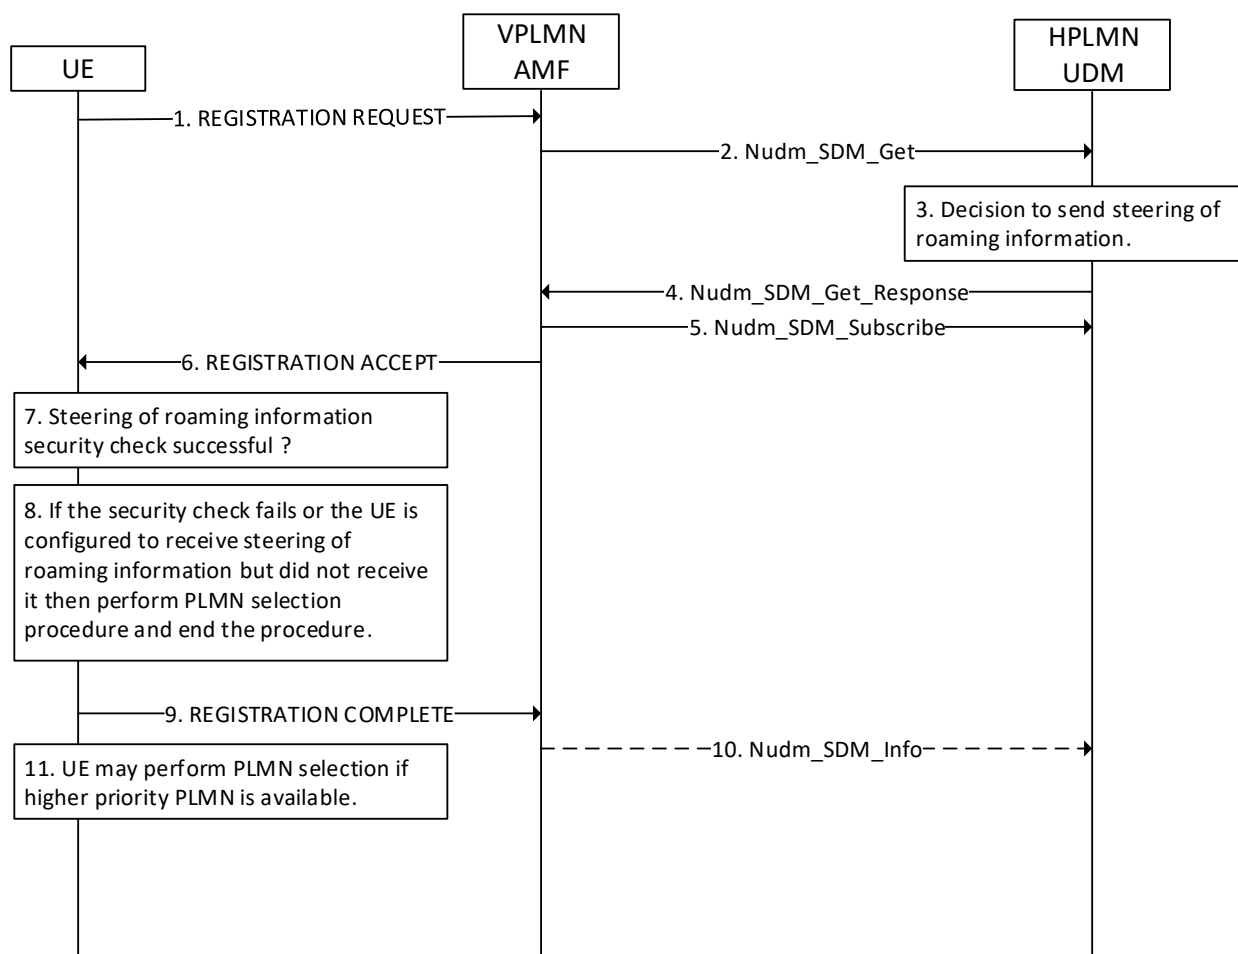 UE
VPLMN
AMF
HPLMN
UDM
1. REGISTRATION REQUEST
2. Nudm_SDM_Get
3. Decision to send steering of
roaming information.
4. Nudm_SDM_Get_Response
5. Nudm_SDM_Subscribe
6. REGISTRATION ACCEPT
7. Steering of roaming information
security check successful ?
8. If the security check fails or the UE is
configured to receive steering of
roaming information but did not receive
it then perform PLMN selection
procedure and end the procedure.
9. REGISTRATION COMPLETE
10. Nudm_SDM_Info
11. UE may perform PLMN selection if
higher priority PLMN is available.